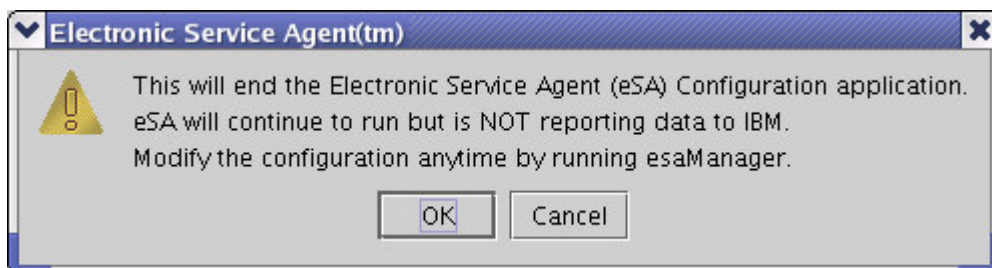 Electronic Service Agent(tm)
This will end the Electronic Service Agent (eSA) Configuration application.
eSA will continue to run but is NOT reporting data to IBM.
Modify the configuration anytime by running esaManager.
OK Cancel